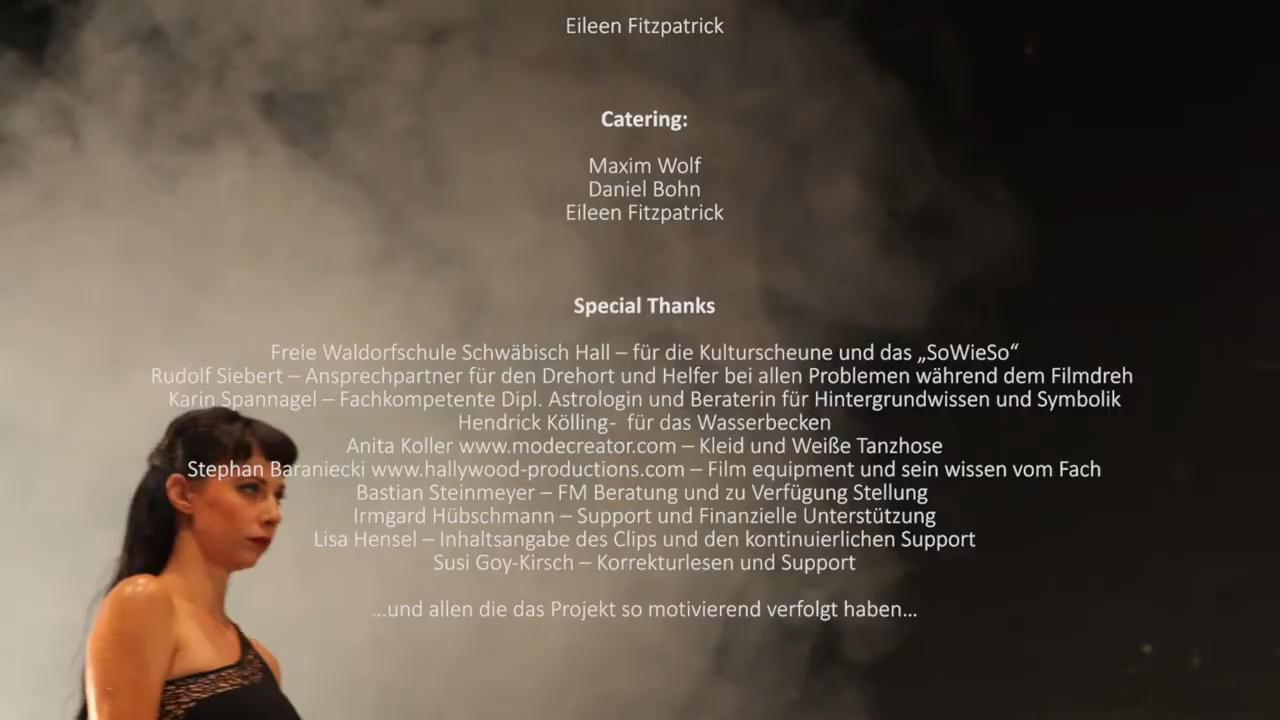 Eileen Fitzpatrick
Catering:
Maxim Wolf
Daniel Bohn
Eileen Fitzpatrick
Special Thanks
Freie Waldorfschule Schwäbisch Hall – für die Kulturscheune und das „SoWieSo“
Rudolf Siebert – Ansprechpartner für den Drehort und Helfer bei allen Problemen während dem Filmdreh
Karin Spannagel – Fachkompetente Dipl. Astrologin und Beraterin für Hintergrundwissen und Symbolik
Hendrick Kölling- für das Wasserbecken
Anita Koller www.modecreator.com – Kleid und Weiße Tanzhose
Stephan Baraniecki www.hallywood-productions.com – Film equipment und sein wissen vom Fach
Bastian Steinmeyer – FM Beratung und zu Verfügung Stellung
Irmgard Hübschmann – Support und Finanzielle Unterstützung
Lisa Hensel – Inhaltsangabe des Clips und den kontinuierlichen Support
Susi Goy-Kirsch – Korrekturlesen und Support
...und allen die das Projekt so motivierend verfolgt haben...